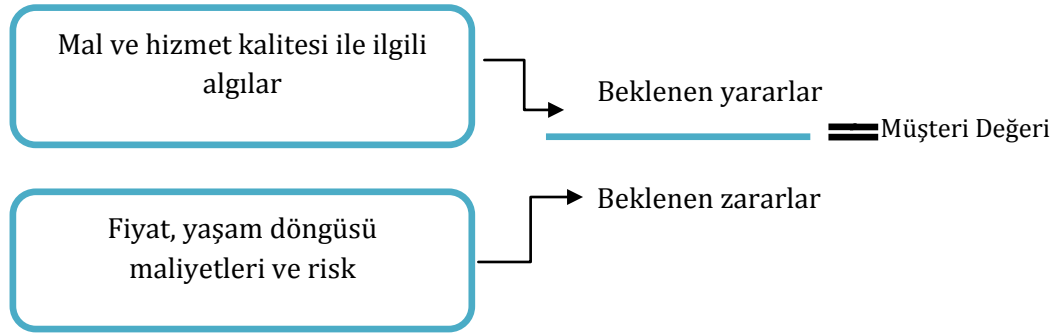 Mal ve hizmet kalitesi ile ilgili
algılar
Beklenen yararlar
Müşteri Değeri
Beklenen zararlar
Fiyat, yaşam döngüsü
maliyetleri ve risk